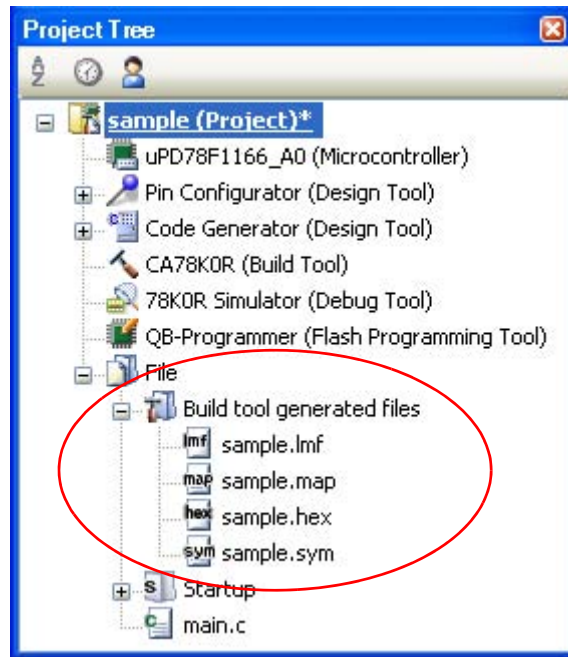 Project Tree
sample (Project)*
uPD78F1166_A0 (Microcontroller)
Pin Configurator (Design Tool)
Code Generator (Design Tool)
CA78K0R (Build Tool)
78K0R Simulator (Debug Tool)
QB-Programmer (Flash Programming Tool)
File
Build tool generated files
lmf sample.lmf
map sample.map
hex sample.hex
sym sample.sym
S Startup
C main.c